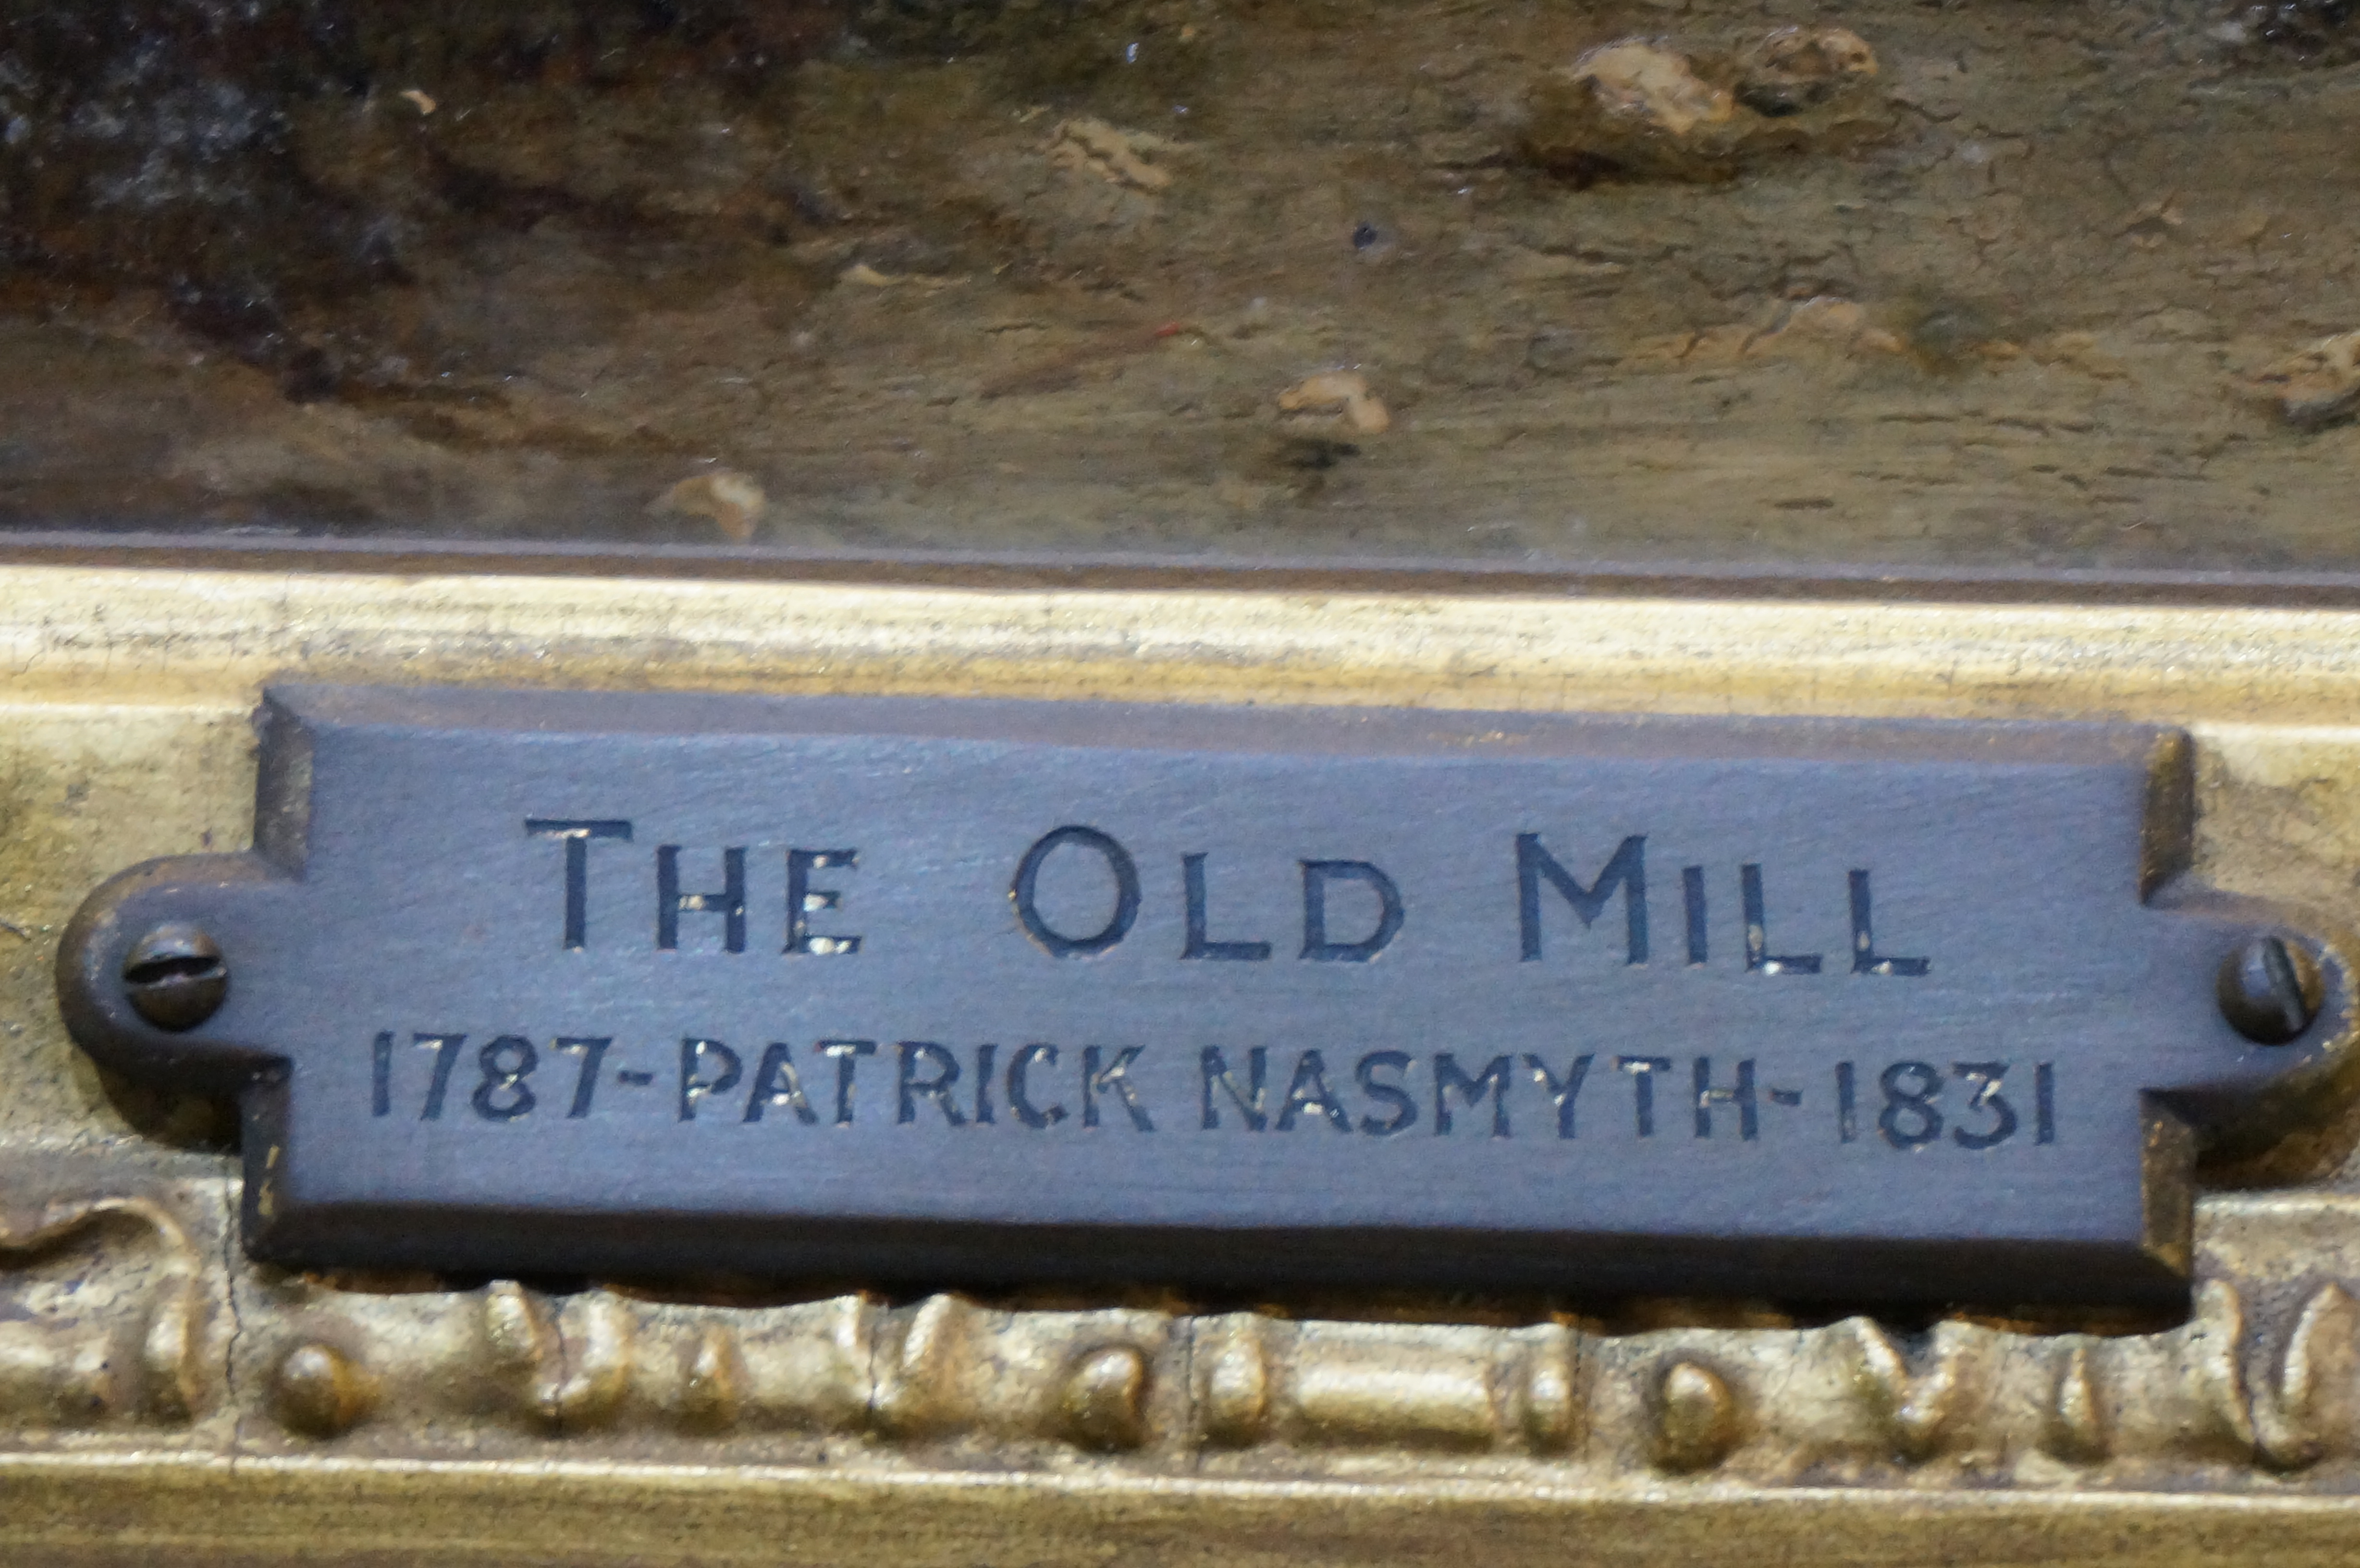 THE OLD MILL
1787-PATRICK NASMYTH-1831